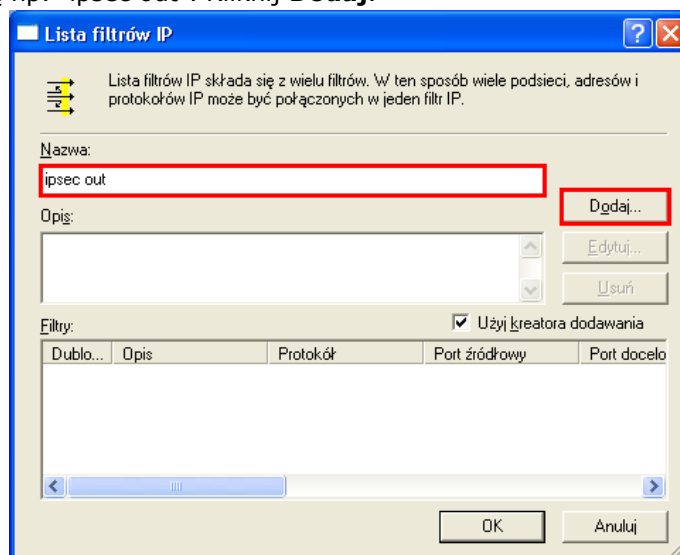 Lista filtrów IP
Lista filtrów IP składa się z wielu filtrów. W ten sposób wiele podsieci, adresów i
protokołów IP może być połączonych w jeden filtr IP.
Nazwa:
ipsec out
Dodaj...
Opis:
Edytuj...
Usuń
Filtry:
Użyj kreatora dodawania
Dublo... Opis Protokół Port źródłowy Port docelo
OK Anuluj